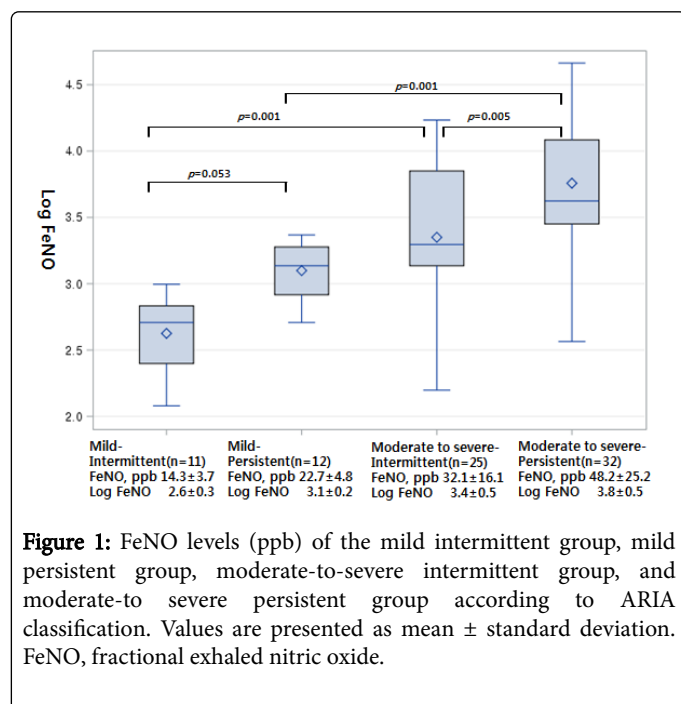 4.5
4.0
3.5
3.0
2.5
2.0
Log FeNO
p=0.001
p=0.001
p=0.005
p=0.053
Mild-
Intermittent(n=11)
FeNO, ppb 14.3±3.7
Log FeNO 2.6±0.3
Mild-
Persistent(n=12)
FeNO, ppb 22.7±4.8
Log FeNO 3.1±0.2
Moderate to severe-
Intermittent(n=25)
FeNO, ppb 32.1±16.1
Log FeNO 3.4±0.5
Moderate to severe-
Persistent(n=32)
FeNO, ppb 48.2±25.2
Log FeNO 3.8±0.5
Figure 1: FeNO levels (ppb) of the mild intermittent group, mild
persistent group, moderate-to-severe intermittent group, and
moderate-to severe persistent group according to ARIA
classification. Values are presented as mean ± standard deviation.
FeNO, fractional exhaled nitric oxide.